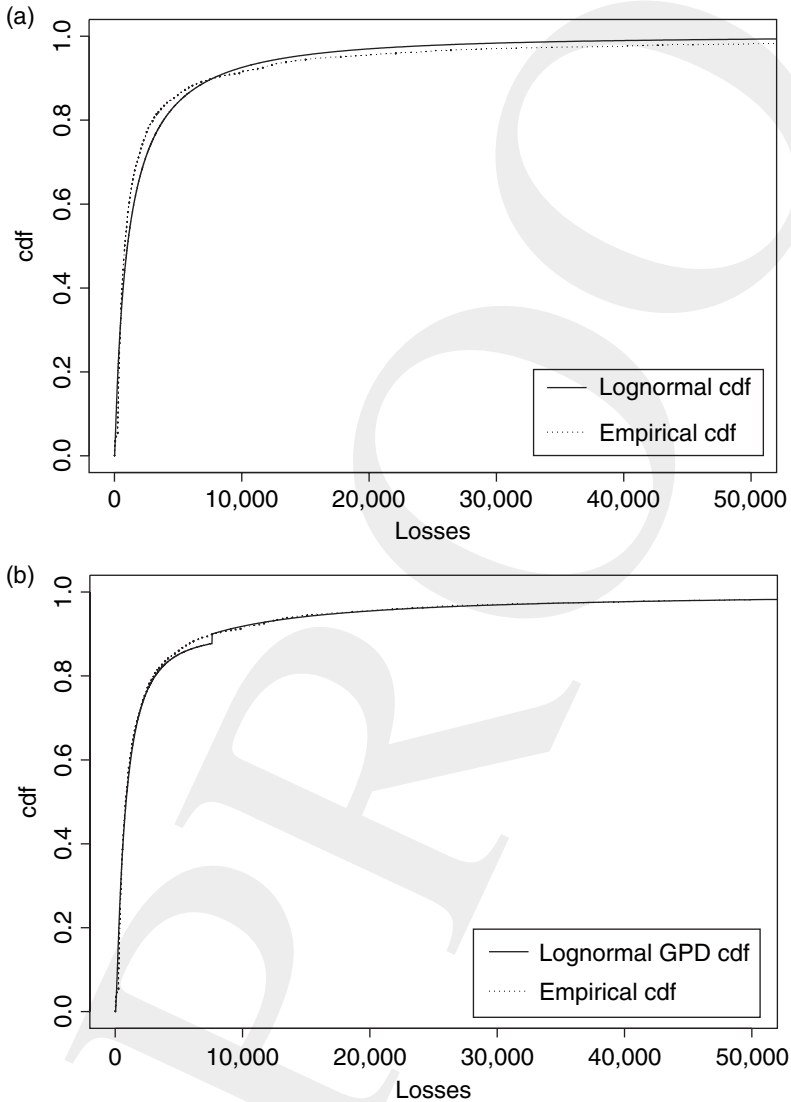 (a)
1.0
0.8
0.6
0.4
0.2
0.0
cdf
Lognormal cdf
Empirical cdf
0 10,000 20,000 30,000 40,000 50,000
Losses
(b)
1.0
0.8
0.6
0.4
0.2
0.0
cdf
Lognormal GPD cdf
Empirical cdf
0 10,000 20,000 30,000 40,000 50,000
Losses
PROO